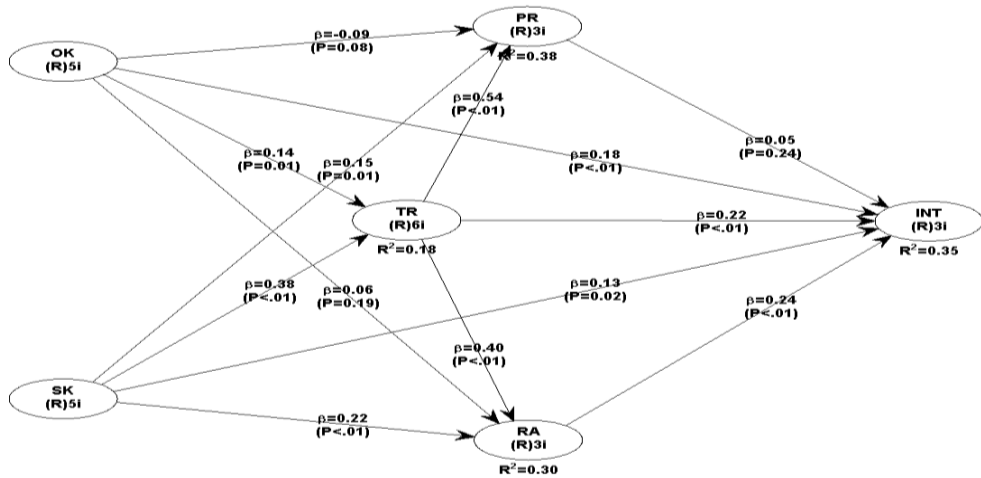 PR
(R)3i
R²=0.38
β=-0.09
(P=0.08)
OK
(R)5i
β=0.54
(P<.01)
β=0.14
(P=0.01)
β=0.15
(P=0.01)
β=0.18
(P<.01)
β=0.05
(P=0.24)
TR
(R)6i
R²=0.18
β=0.22
(P<.01)
INT
(R)3i
R²=0.35
β=0.38
(P<.01)
β=0.06
(P=0.19)
β=0.13
(P=0.02)
β=0.24
(P<.01)
β=0.40
(P<.01)
SK
(R)5i
β=0.22
(P<.01)
RA
(R)3i
R²=0.30